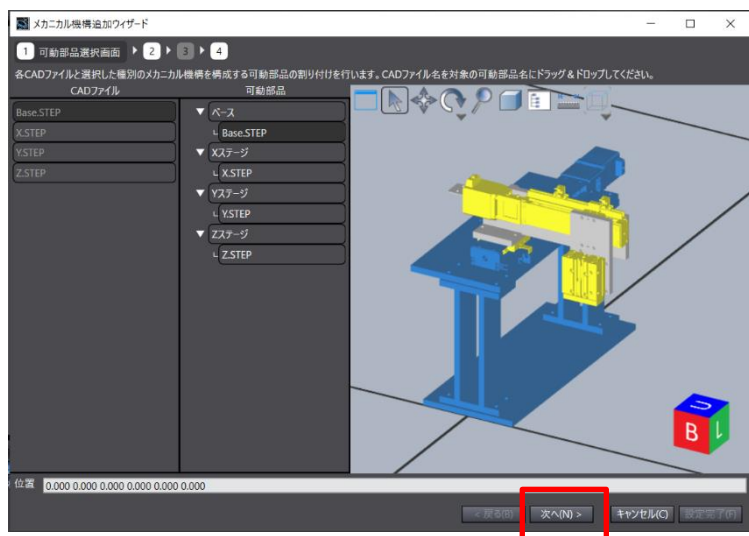 メカニカル機構追加ウィザード
1 可動部品選択画面 2 3 4
各CADファイルと選択した種別のメカニカル機構を構成する可動部品の割り付けを行います。CADファイル名を対象の可動部品名にドラッグ＆ドロップしてください。
CADファイル 可動部品
Base.STEP
X.STEP
Y.STEP
Z.STEP
▼ ベース
Base.STEP
▼ Xステージ
X.STEP
▼ Yステージ
Y.STEP
▼ Zステージ
Z.STEP
B
位置 0.000 0.000 0.000 0.000 0.000 0.000
< 戻る(B) 次へ(N) > キャンセル(C) 設定完了(F)